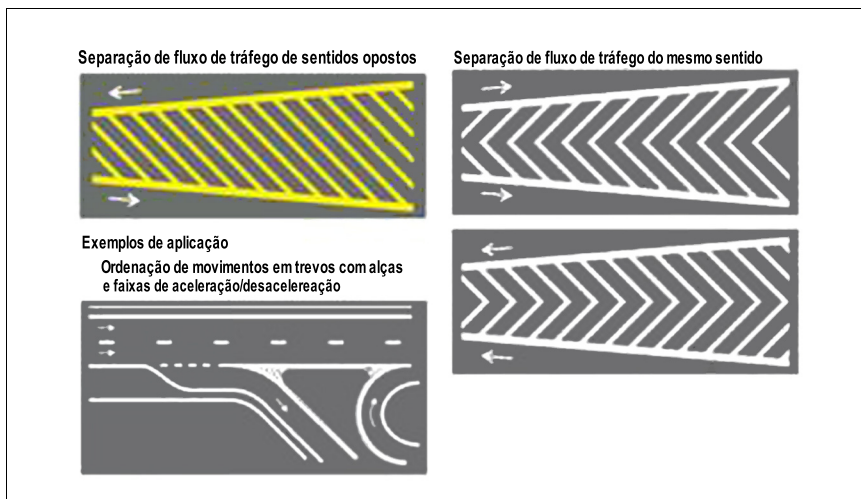 Separação de fluxo de tráfego de sentidos opostos
Separação de fluxo de tráfego do mesmo sentido
Exemplos de aplicação
Ordenação de movimentos em trevos com alças
e faixas de aceleração/desacelereação